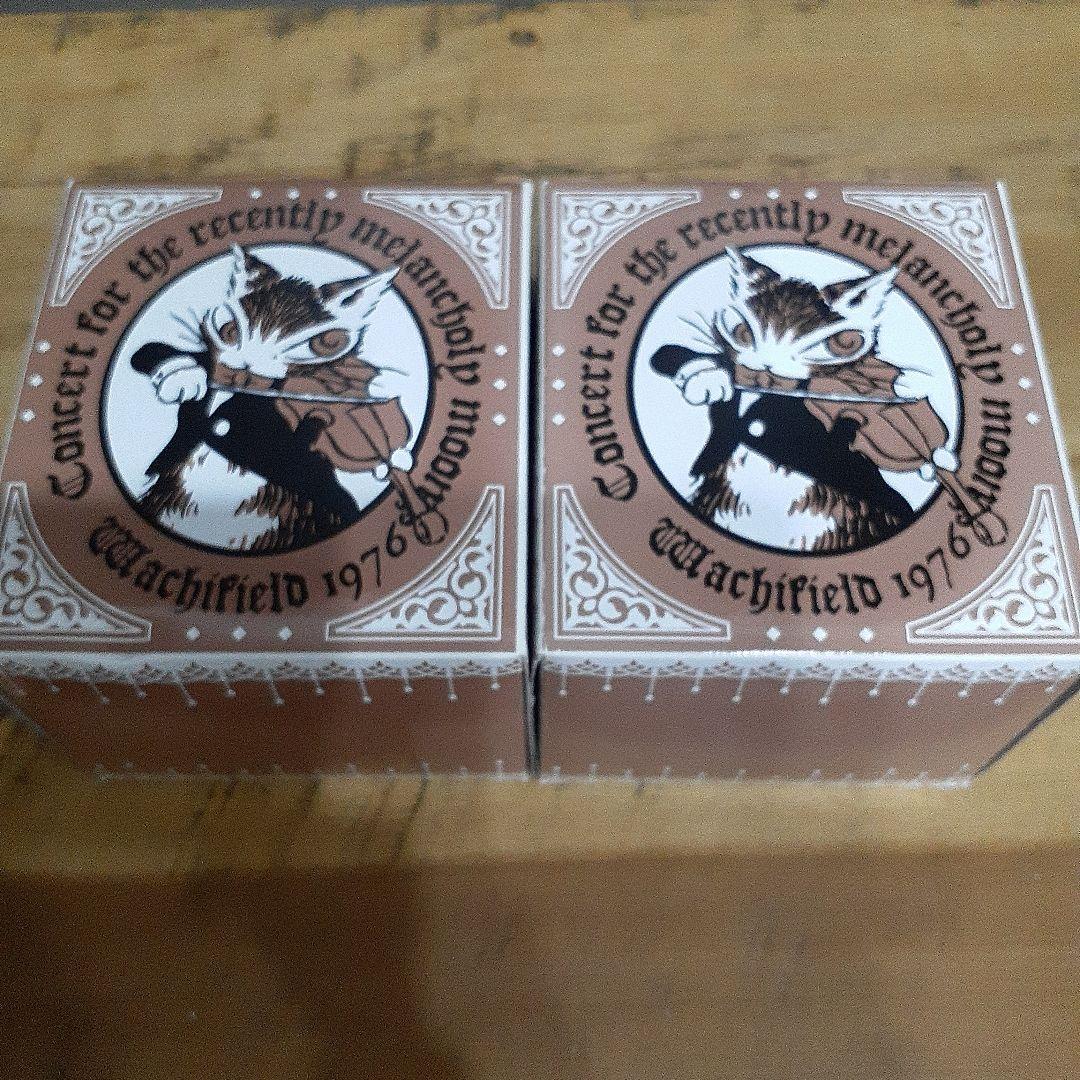 Concert for the recently melancholy moon
Wachifield 1976
Concert for the recently melancholy moon
Wachifield 1976